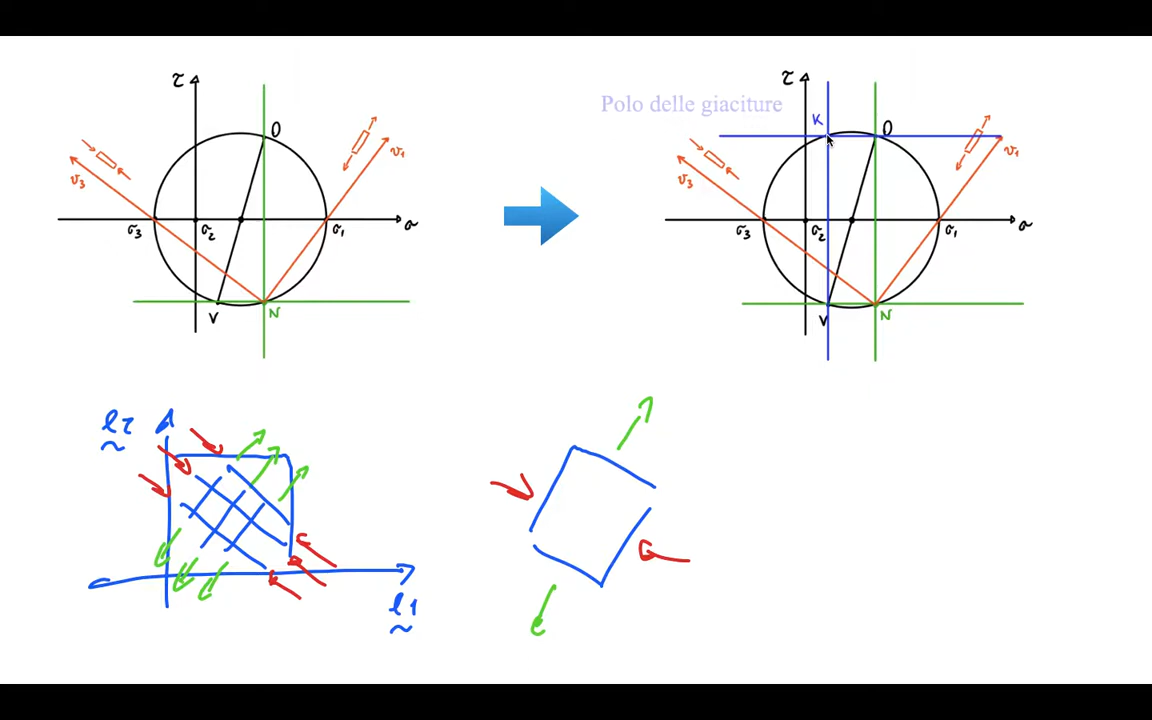 τ
O
v₁
v₃
σ₃
σ₂
σ₁
σ
V
N
τ
Polo delle giaciture
K
O
v₁
v₃
σ₃
σ₂
σ₁
σ
V
N
e2
e1